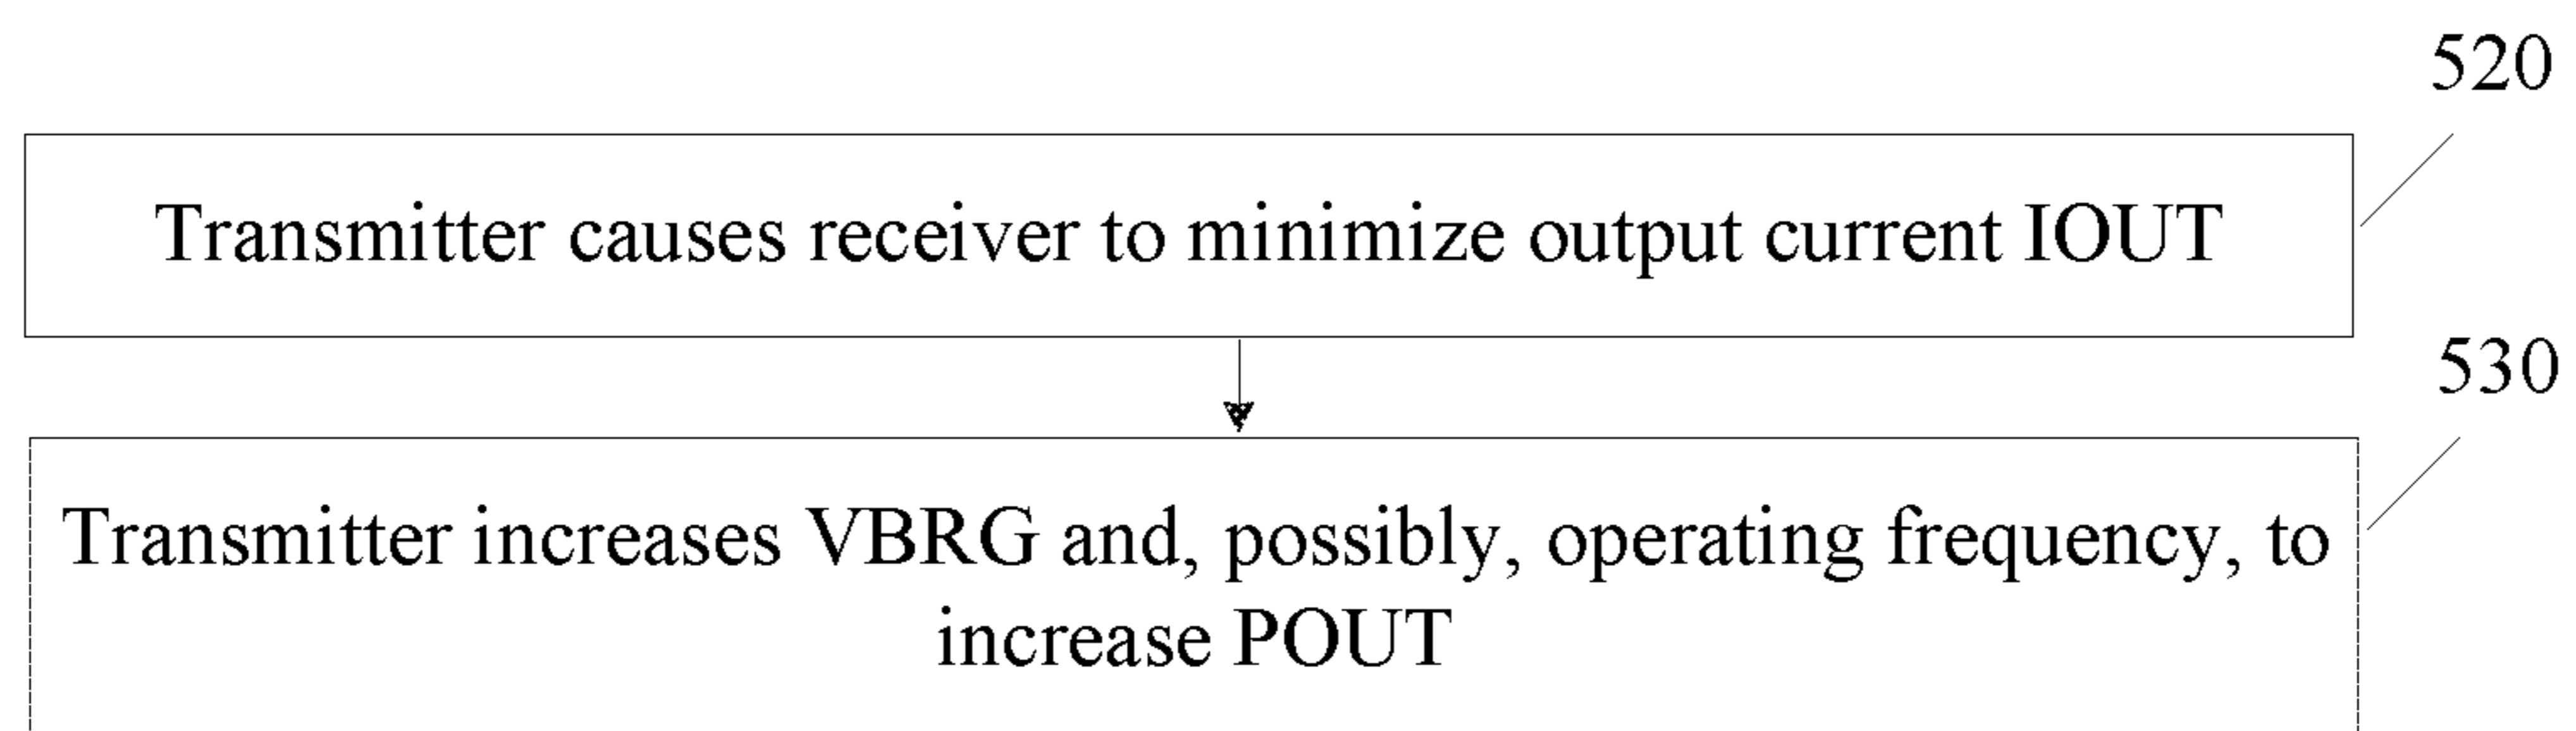 520
Transmitter causes receiver to minimize output current IOUT
530
Transmitter increases VBRG and, possibly, operating frequency, to
increase POUT